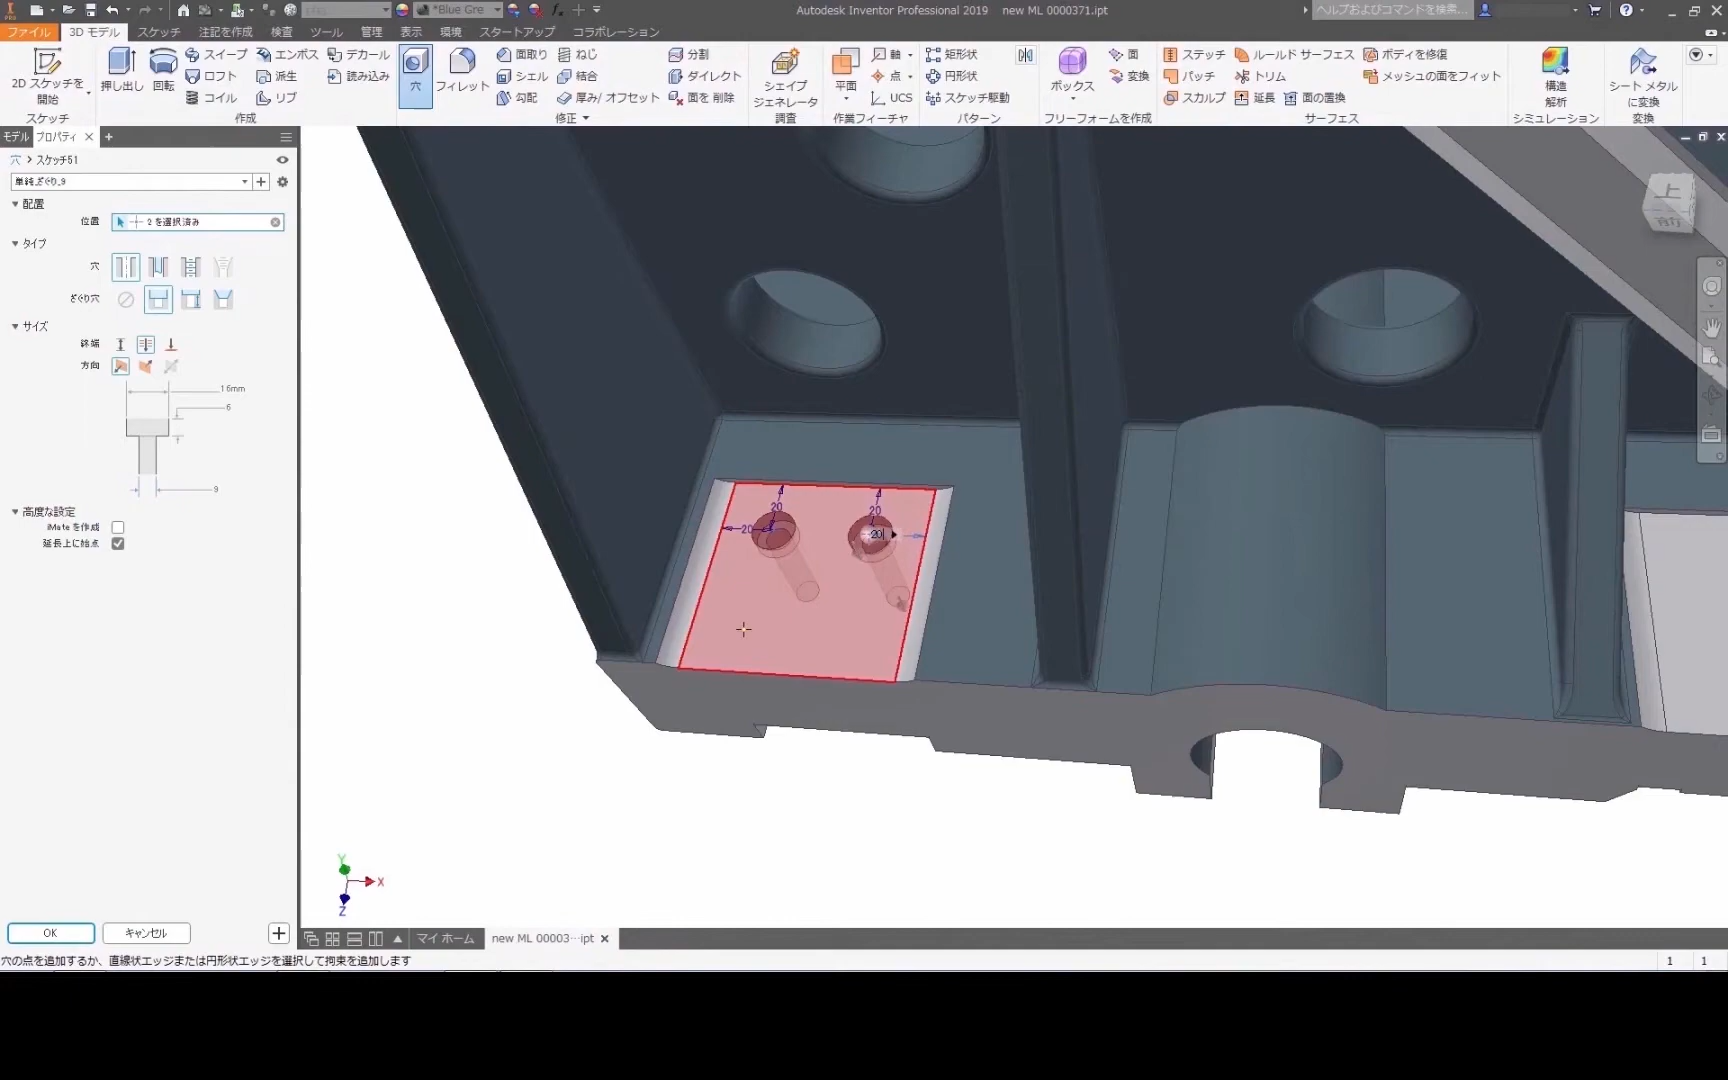 *Blue Gre
Autodesk Inventor Professional 2019 new ML 0000371.ipt
ヘルプおよびコマンドを検索...
ファイル 3D モデル スケッチ 注記を作成 検査 ツール 管理 表示 環境 スタートアップ コラボレーション
2D スケッチを
開始
スケッチ
押し出し 回転
スイープ エンボス デカール
ロフト 派生 読み込み
コイル リブ
作成
穴 フィレット
面取り ねじ 分割
シェル 結合 ダイレクト
勾配 厚み/ オフセット 面を 削除
修正
シェイプ
ジェネレータ
調査
平面
軸
点
UCS
作業フィーチャ
矩形状
円形状
スケッチ駆動
パターン
ボックス
面
変換
フリーフォームを作成
ステッチ ルールド サーフェス ボディを修復
パッチ トリム メッシュの面をフィット
スカルプ 延長 面の置換
サーフェス
構造
解析
シミュレーション
シート メタル
に変換
変換
モデル プロパティ × +
穴 > スケッチ51
単純ざぐり_9
配置
位置 2 を選択済み
タイプ
穴
ざぐり穴
サイズ
終端
方向
16mm
6
9
高度な設定
iMate を作成
延長上に始点
OK キャンセル
上
前
20
20
20
20
Y
X
Z
マイ ホーム new ML 00003···ipt ×
穴の点を追加するか、直線状エッジまたは円形状エッジを選択して拘束を追加します
1 1